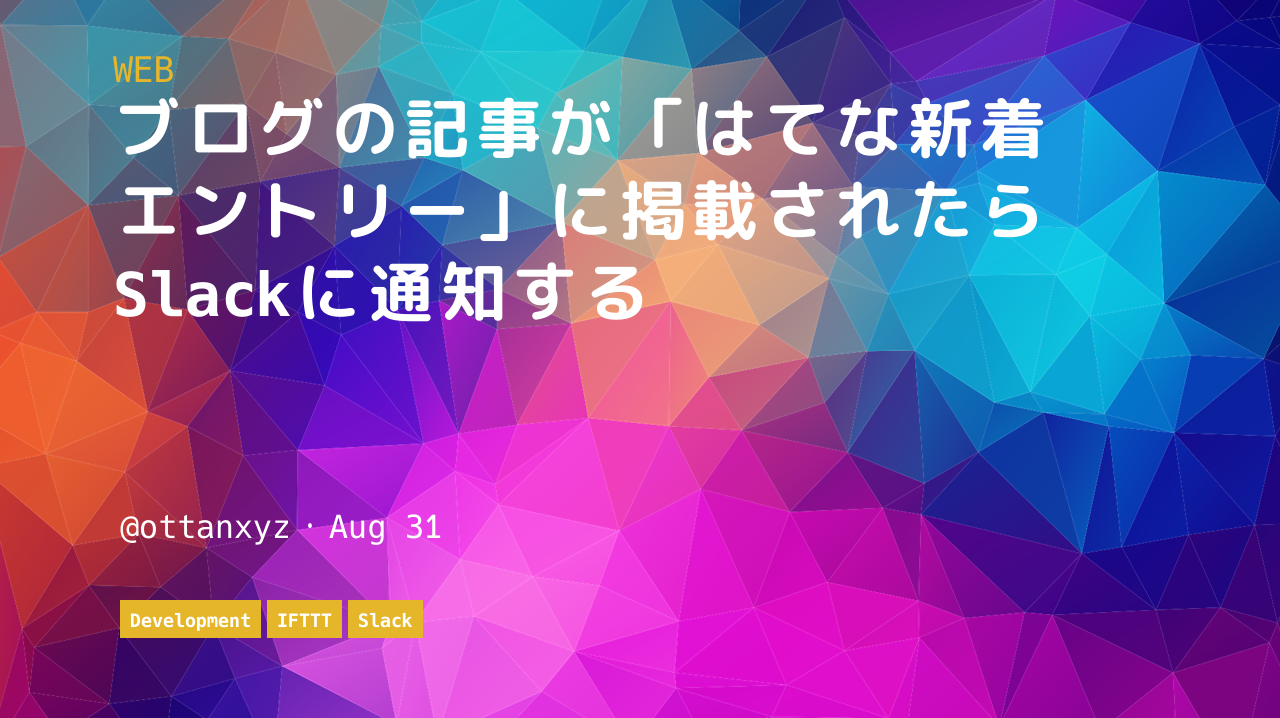 WEB
ブログの記事が「はてな新着
エントリー」に掲載されたら
Slackに通知する
@ottanxyz・Aug 31
Development IFTTT Slack